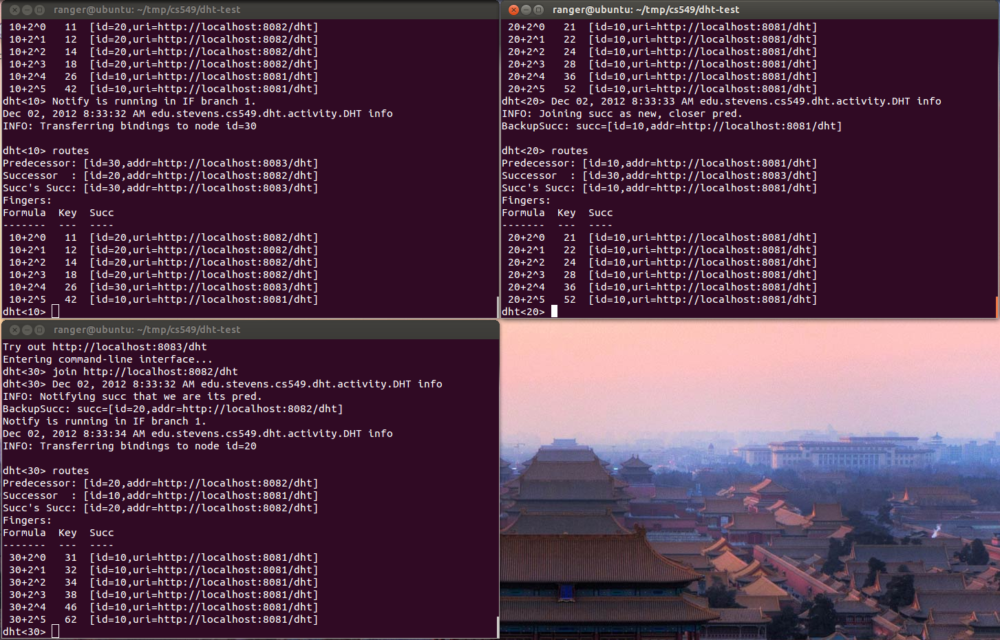 ranger@ubuntu: ~/tmp/cs549/dht-test
 10+2^0   11  [id=20,uri=http://localhost:8082/dht]
 10+2^1   12  [id=20,uri=http://localhost:8082/dht]
 10+2^2   14  [id=20,uri=http://localhost:8082/dht]
 10+2^3   18  [id=20,uri=http://localhost:8082/dht]
 10+2^4   26  [id=10,uri=http://localhost:8081/dht]
 10+2^5   42  [id=10,uri=http://localhost:8081/dht]
dht<10> Notify is running in IF branch 1.
Dec 02, 2012 8:33:32 AM edu.stevens.cs549.dht.activity.DHT info
INFO: Transferring bindings to node id=30
dht<10> routes
Predecessor: [id=30,addr=http://localhost:8083/dht]
Successor  : [id=20,addr=http://localhost:8082/dht]
Succ's Succ: [id=30,addr=http://localhost:8083/dht]
Fingers:
Formula  Key  Succ
-------  ---  ----
 10+2^0   11  [id=20,uri=http://localhost:8082/dht]
 10+2^1   12  [id=20,uri=http://localhost:8082/dht]
 10+2^2   14  [id=20,uri=http://localhost:8082/dht]
 10+2^3   18  [id=20,uri=http://localhost:8082/dht]
 10+2^4   26  [id=30,uri=http://localhost:8083/dht]
 10+2^5   42  [id=10,uri=http://localhost:8081/dht]
dht<10>
ranger@ubuntu: ~/tmp/cs549/dht-test
 20+2^0   21  [id=10,uri=http://localhost:8081/dht]
 20+2^1   22  [id=10,uri=http://localhost:8081/dht]
 20+2^2   24  [id=10,uri=http://localhost:8081/dht]
 20+2^3   28  [id=10,uri=http://localhost:8081/dht]
 20+2^4   36  [id=10,uri=http://localhost:8081/dht]
 20+2^5   52  [id=10,uri=http://localhost:8081/dht]
dht<20> Dec 02, 2012 8:33:33 AM edu.stevens.cs549.dht.activity.DHT info
INFO: Joining succ as new, closer pred.
BackupSucc: succ=[id=10,addr=http://localhost:8081/dht]
dht<20> routes
Predecessor: [id=10,addr=http://localhost:8081/dht]
Successor  : [id=30,addr=http://localhost:8083/dht]
Succ's Succ: [id=10,addr=http://localhost:8081/dht]
Fingers:
Formula  Key  Succ
-------  ---  ----
 20+2^0   21  [id=10,uri=http://localhost:8081/dht]
 20+2^1   22  [id=10,uri=http://localhost:8081/dht]
 20+2^2   24  [id=10,uri=http://localhost:8081/dht]
 20+2^3   28  [id=10,uri=http://localhost:8081/dht]
 20+2^4   36  [id=10,uri=http://localhost:8081/dht]
 20+2^5   52  [id=10,uri=http://localhost:8081/dht]
dht<20>
ranger@ubuntu: ~/tmp/cs549/dht-test
Try out http://localhost:8083/dht
Entering command-line interface...
dht<30> join http://localhost:8082/dht
dht<30> Dec 02, 2012 8:33:32 AM edu.stevens.cs549.dht.activity.DHT info
INFO: Notifying succ that we are its pred.
BackupSucc: succ=[id=20,addr=http://localhost:8082/dht]
Notify is running in IF branch 1.
Dec 02, 2012 8:33:34 AM edu.stevens.cs549.dht.activity.DHT info
INFO: Transferring bindings to node id=20
dht<30> routes
Predecessor: [id=20,addr=http://localhost:8082/dht]
Successor  : [id=10,addr=http://localhost:8081/dht]
Succ's Succ: [id=20,addr=http://localhost:8082/dht]
Fingers:
Formula  Key  Succ
-------  ---  ----
 30+2^0   31  [id=10,uri=http://localhost:8081/dht]
 30+2^1   32  [id=10,uri=http://localhost:8081/dht]
 30+2^2   34  [id=10,uri=http://localhost:8081/dht]
 30+2^3   38  [id=10,uri=http://localhost:8081/dht]
 30+2^4   46  [id=10,uri=http://localhost:8081/dht]
 30+2^5   62  [id=10,uri=http://localhost:8081/dht]
dht<30>